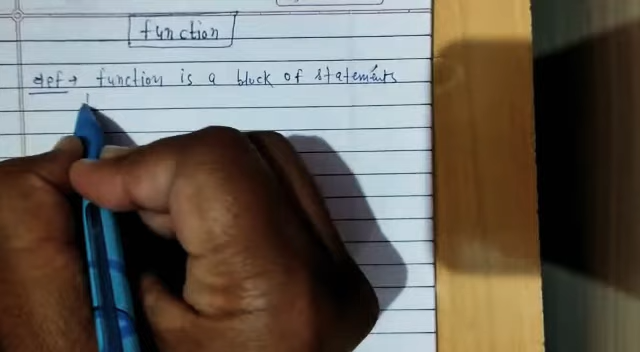 function
def → function is a block of statements